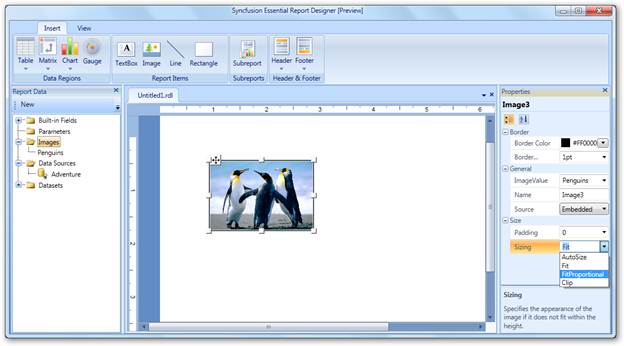 Syncfusion Essential Report Designer [Preview]
Insert View
Table Matrix Chart Gauge TextBox Image Line Rectangle Subreport Header Footer
Data Regions Report Items Subreports Header & Footer
Report Data
New
Built-in Fields
Parameters
Images
Penguins
Data Sources
Adventure
Datasets
Untitled1.rdl
1 2 3 4 5 6
1
2
3
Properties
Image3
Border
Border Color #FF0000
Border... 1pt
General
ImageValue Penguins
Name Image3
Source Embedded
Size
Padding 0
Sizing Fit
AutoSize
Fit
FitProportional
Clip
Sizing
Specifies the appearance of the
image if it does not fit within the
height.